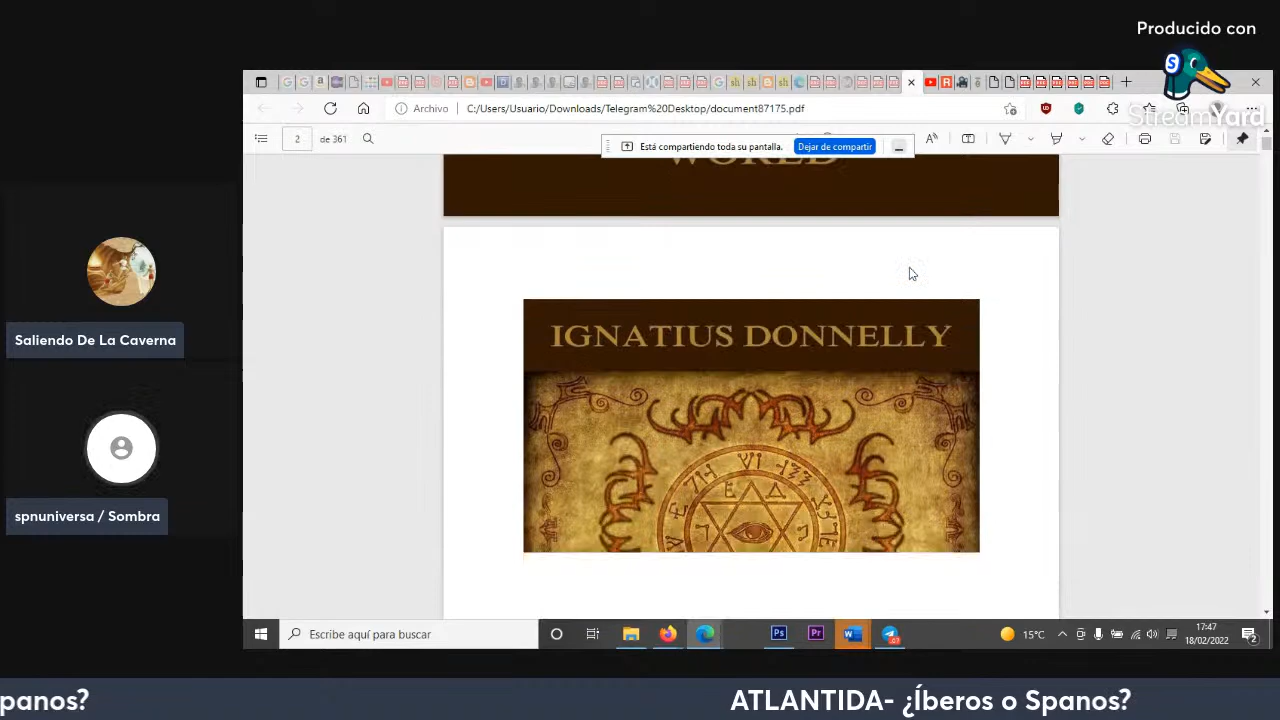 Producido con
StreamYard
Archivo
C:/Users/Usuario/Downloads/Telegram%20Desktop/document87175.pdf
2
de 361
Está compartiendo toda su pantalla.
Dejar de compartir
WORLD
IGNATIUS DONNELLY
Saliendo De La Caverna
spnuniversa / Sombra
Escribe aquí para buscar
15°C
17:47
18/02/2022
panos?
ATLANTIDA- ¿Íberos o Spanos?